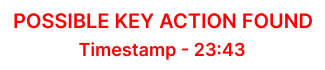 POSSIBLE KEY ACTION FOUND
Timestamp - 23:43